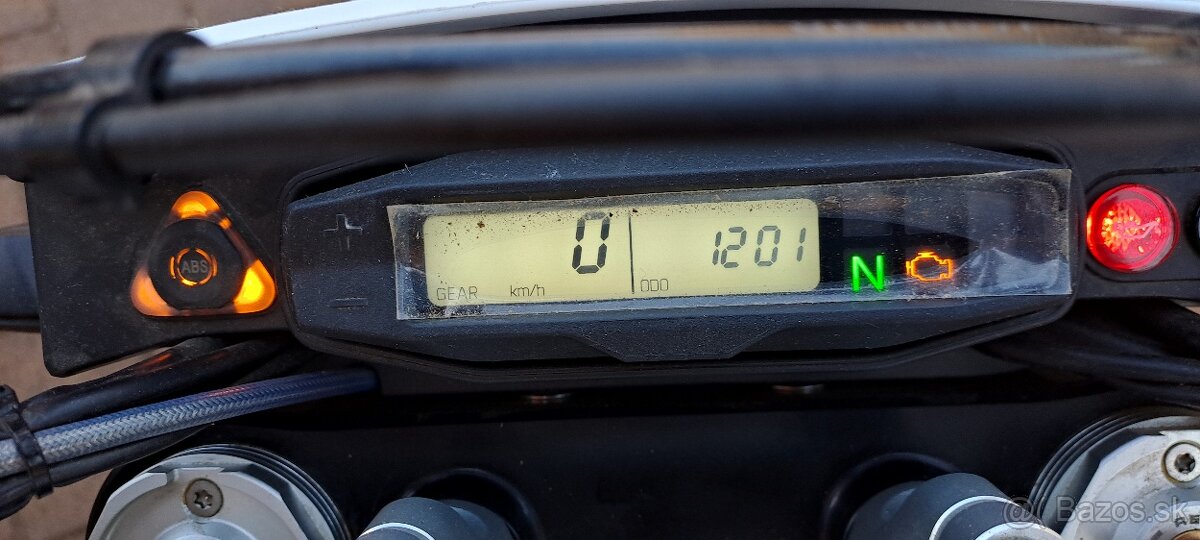 ABS
0
1201
GEAR km/h
ODO
N
Bazos.sk